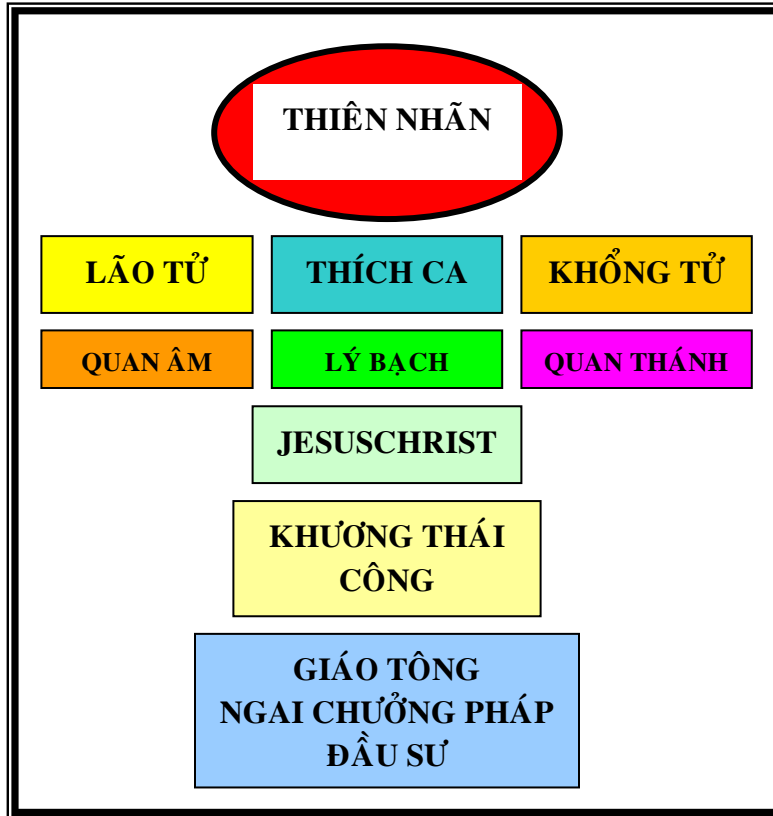 THIÊN NHÃN
LÃO TỬ
THÍCH CA
KHỔNG TỬ
QUAN ÂM
LÝ BẠCH
QUAN THÁNH
JESUSCHRIST
KHƯƠNG THÁI
CÔNG
GIÁO TÔNG
NGAI CHƯỞNG PHÁP
ĐẦU SƯ